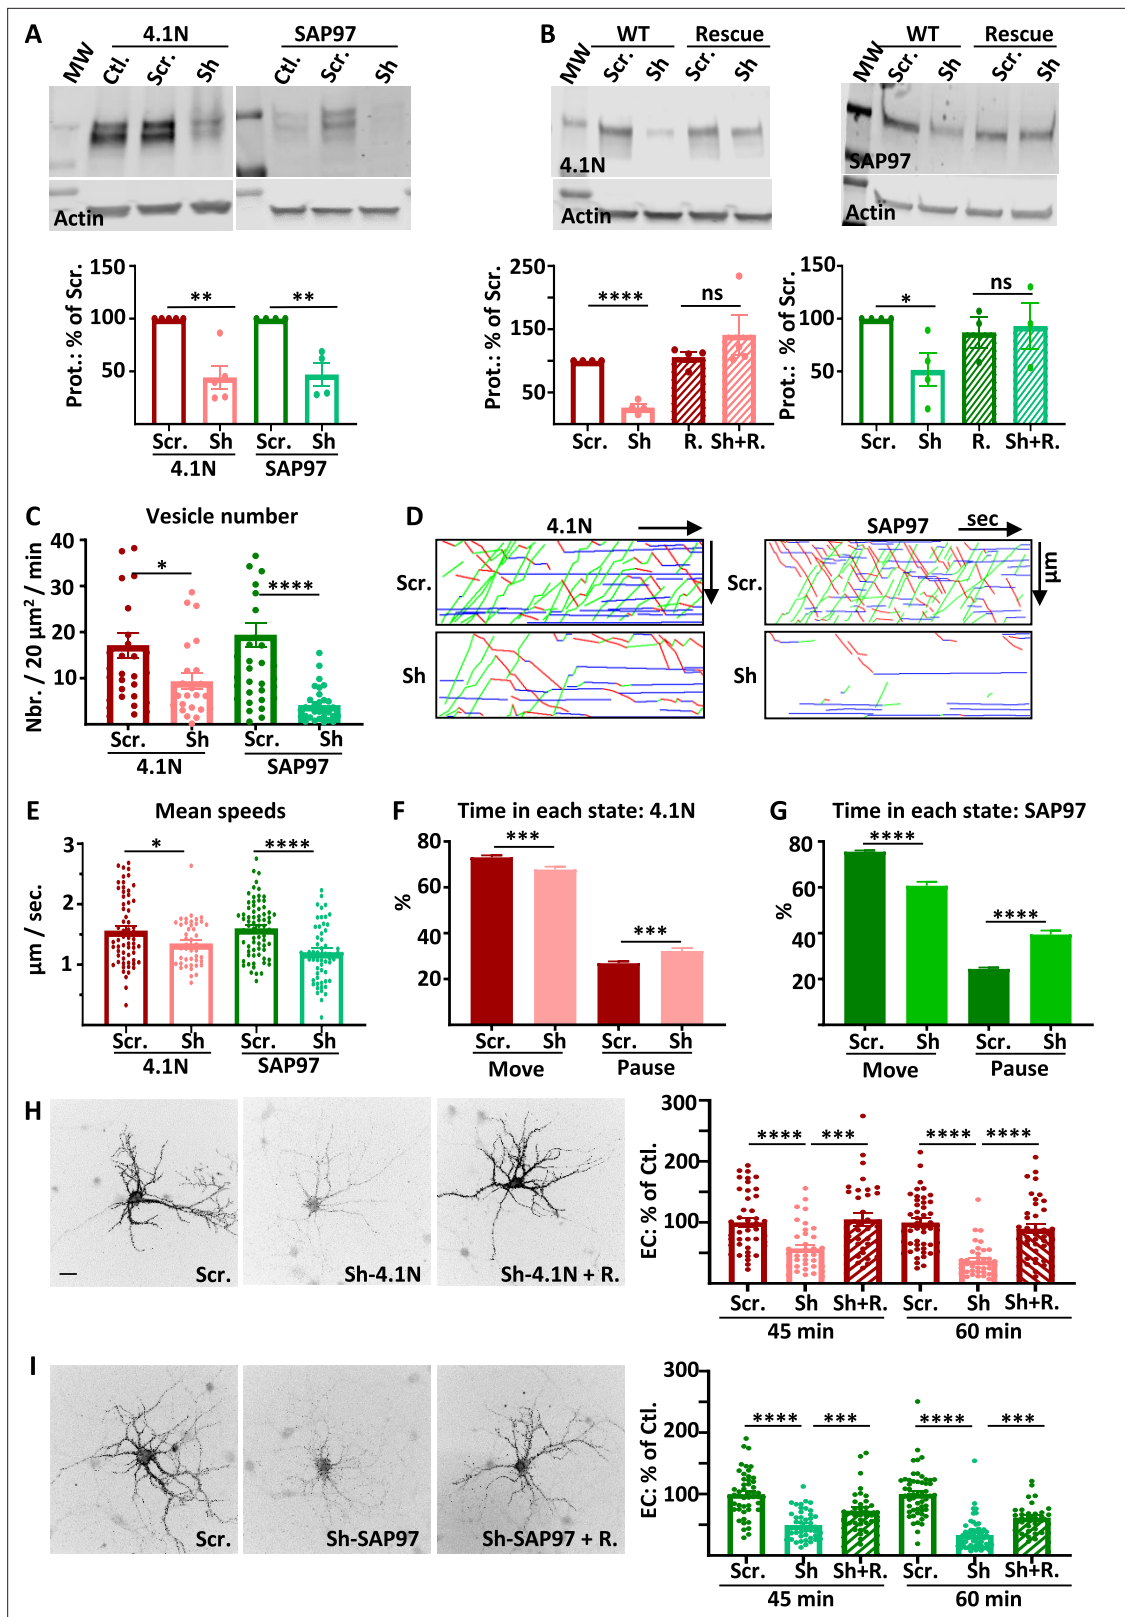 A
4.1N
SAP97
MW
Ctl.
Scr.
Sh
Ctl.
Scr.
Sh
Actin
Prot.: % of Scr.
150
100
50
**
**
Scr. Sh Scr. Sh
4.1N SAP97
B
WT Rescue
MW
Scr.
Sh
Scr.
Sh
4.1N
Actin
WT Rescue
MW
Scr.
Sh
Scr.
Sh
SAP97
Actin
Prot.: % of Scr.
250
150
50
****
ns
Scr. Sh R. Sh+R.
Prot.: % of Scr.
150
100
50
*
ns
Scr. Sh R. Sh+R.
C
Vesicle number
Nbr. / 20 µm² / min
40
30
20
10
*
****
Scr. Sh Scr. Sh
4.1N SAP97
D
4.1N
SAP97
sec
µm
Scr.
Sh
Scr.
Sh
E
Mean speeds
µm / sec.
3
2
1
*
****
Scr. Sh Scr. Sh
4.1N SAP97
F
Time in each state: 4.1N
%
80
60
40
20
***
***
Scr. Sh Scr. Sh
Move Pause
G
Time in each state: SAP97
%
80
60
40
20
****
****
Scr. Sh Scr. Sh
Move Pause
H
Scr.
Sh-4.1N
Sh-4.1N + R.
EC: % of Ctl.
300
200
100
**** *** **** ****
Scr. Sh Sh+R. Scr. Sh Sh+R.
45 min 60 min
I
Scr.
Sh-SAP97
Sh-SAP97 + R.
EC: % of Ctl.
300
200
100
**** *** **** ***
Scr. Sh Sh+R. Scr. Sh Sh+R.
45 min 60 min